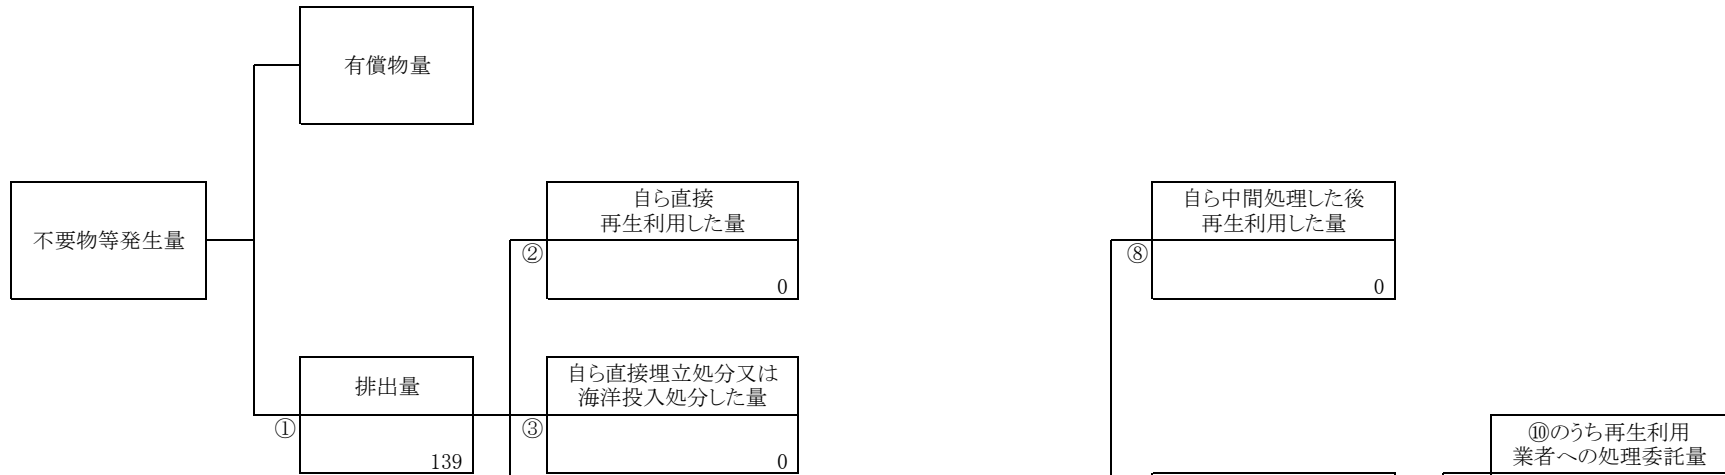 有償物量
不要物等発生量
自ら直接
再生利用した量
②
0
自ら中間処理した後
再生利用した量
⑧
0
排出量
①
139
自ら直接埋立処分又は
海洋投入処分した量
③
0
⑩のうち再生利用
業者への処理委託量